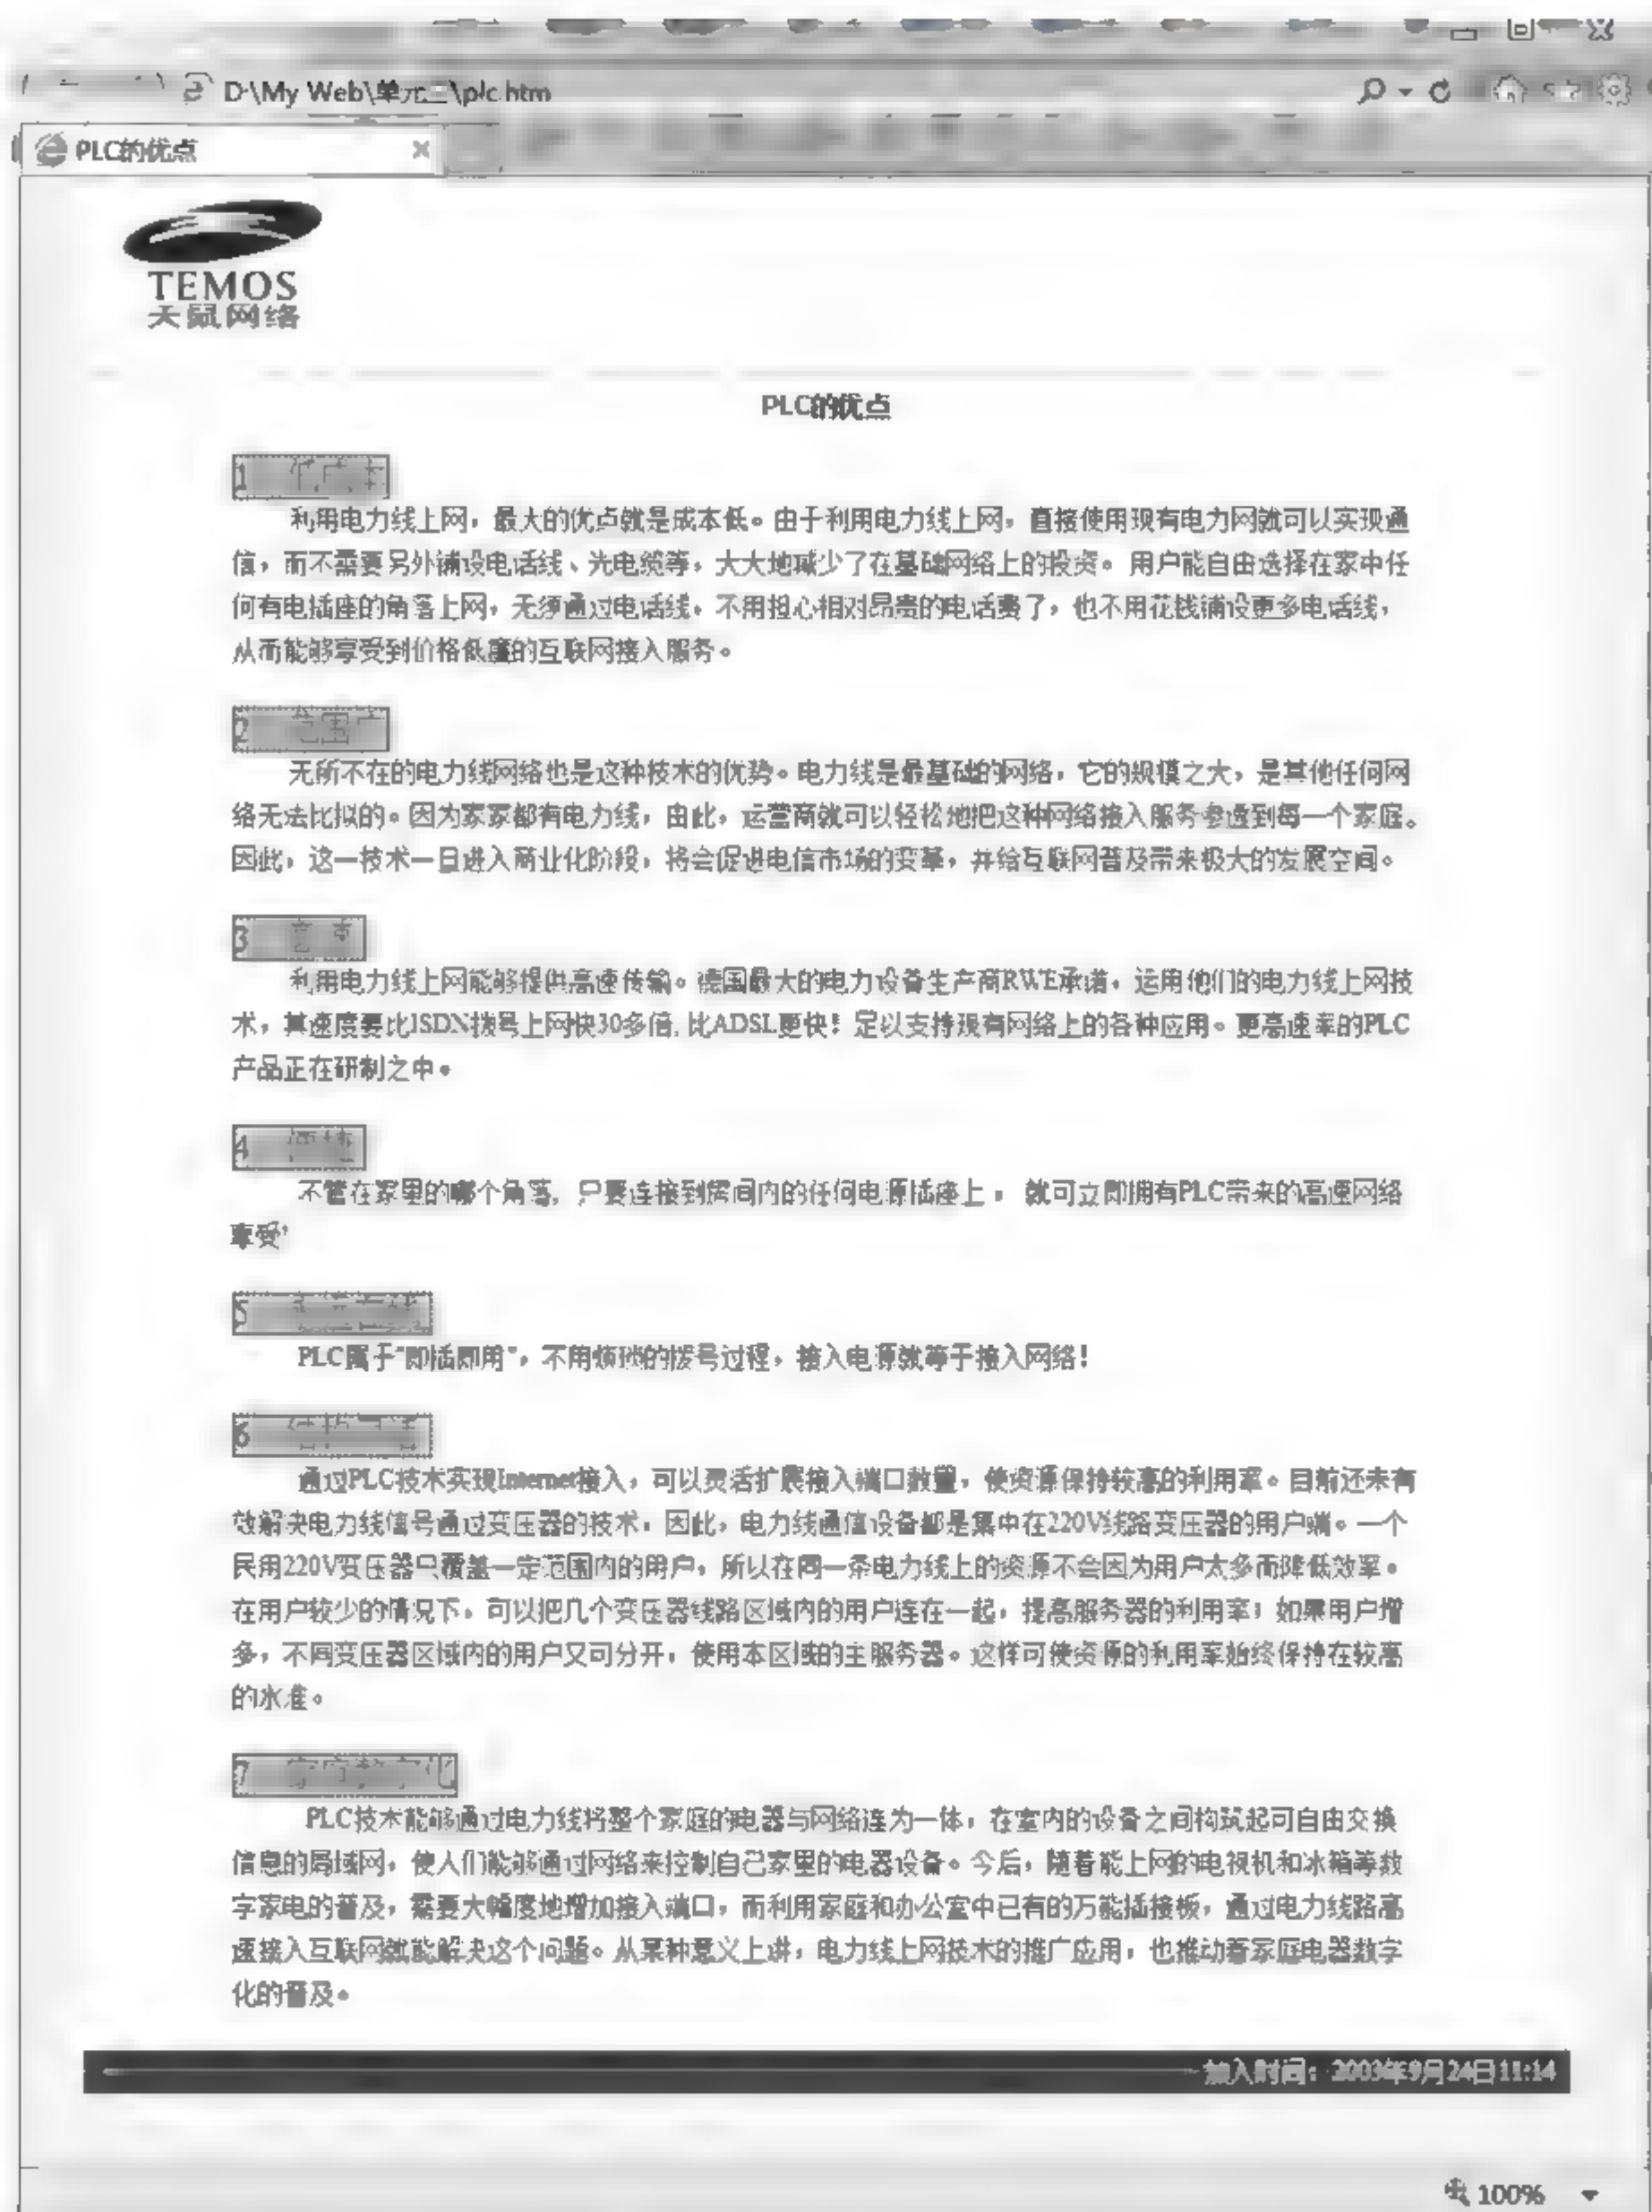 D:\My Web\单元三\plc.htm
PLC的优点
TEMOS
天鼠网络
PLC的优点
1
利用电力线上网，最大的优点就是成本低。由于利用电力线上网，直接使用现有电力网就可以实现通
信，而不需要另外铺设电话线、光电缆等，大大地减少了在基础网络上的投资。用户能自由选择在家中任
何有电插座的角落上网，无须通过电话线，不用担心相对昂贵的电话费了，也不用花钱铺设更多电话线，
从而能够享受到价格低廉的互联网接入服务。
2 范围广
无所不在的电力线网络也是这种技术的优势。电力线是最基础的网络，它的规模之大，是其他任何网
络无法比拟的。因为家家都有电力线，由此，运营商就可以轻松地把这种网络接入服务渗透到每一个家庭。
因此，这一技术一旦进入商业化阶段，将会促进电信市场的变革，并给互联网普及带来极大的发展空间。
3
利用电力线上网能够提供高速传输。德国最大的电力设备生产商RWE承诺，运用他们的电力线上网技
术，其速度要比ISDN拨号上网快30多倍,比ADSL更快！足以支持现有网络上的各种应用。更高速率的PLC
产品正在研制之中。
4
不管在家里的哪个角落，只要连接到房间内的任何电源插座上，就可立即拥有PLC带来的高速网络
享受!
5
PLC属于“即插即用”，不用烦琐的拨号过程，接入电源就等于接入网络！
6
通过PLC技术实现Internet接入，可以灵活扩展接入端口数量，使资源保持较高的利用率。目前还未有
效解决电力线信号通过变压器的技术，因此，电力线通信设备都是集中在220V线路变压器的用户端。一个
民用220V变压器只覆盖一定范围内的用户，所以在同一条电力线上的资源不会因为用户太多而降低效率。
在用户较少的情况下，可以把几个变压器线路区域内的用户连在一起，提高服务器的利用率；如果用户增
多，不同变压器区域内的用户又可分开，使用本区域的主服务器。这样可使资源的利用率始终保持在较高
的水准。
7 家庭数字化
PLC技术能够通过电力线将整个家庭的电器与网络连为一体，在室内的设备之间构筑起可自由交换
信息的局域网，使人们能够通过网络来控制自己家里的电器设备。今后，随着能上网的电视机和冰箱等数
字家电的普及，需要大幅度地增加接入端口，而利用家庭和办公室中已有的万能插接板，通过电力线路高
速接入互联网就能解决这个问题。从某种意义上讲，电力线上网技术的推广应用，也推动着家庭电器数字
化的普及。
加入时间：2003年9月24日11:14
100%